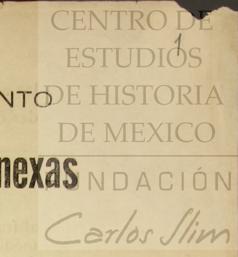 CENTRO DE
1
ESTUDIOS
NTO
DE HISTORIA
DE MEXICO
nexas
FUNDACIÓN
Carlos Slim